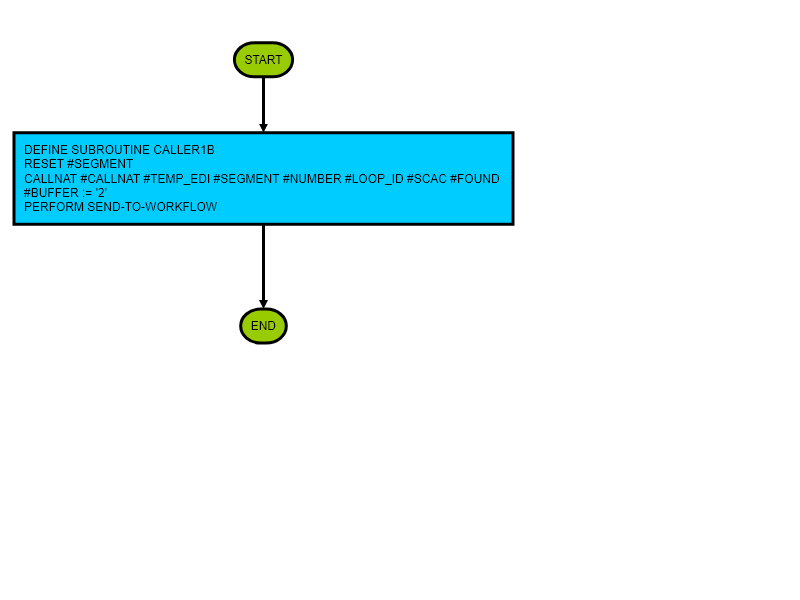 START
DEFINE SUBROUTINE CALLER1B
RESET #SEGMENT
CALLNAT #CALLNAT #TEMP_EDI #SEGMENT #NUMBER #LOOP_ID #SCAC #FOUND
#BUFFER := '2'
PERFORM SEND-TO-WORKFLOW
END